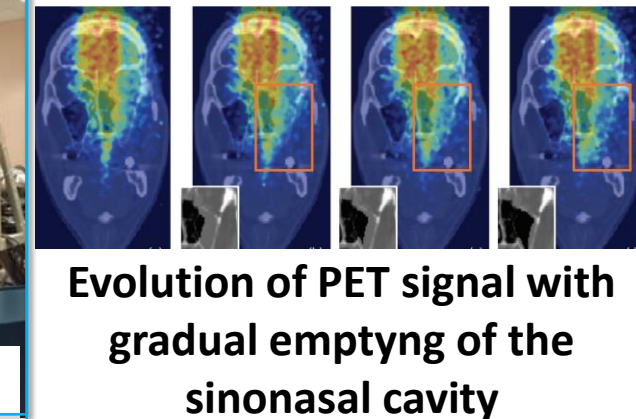 Evolution of PET signal with
gradual emptyng of the
sinonasal cavity